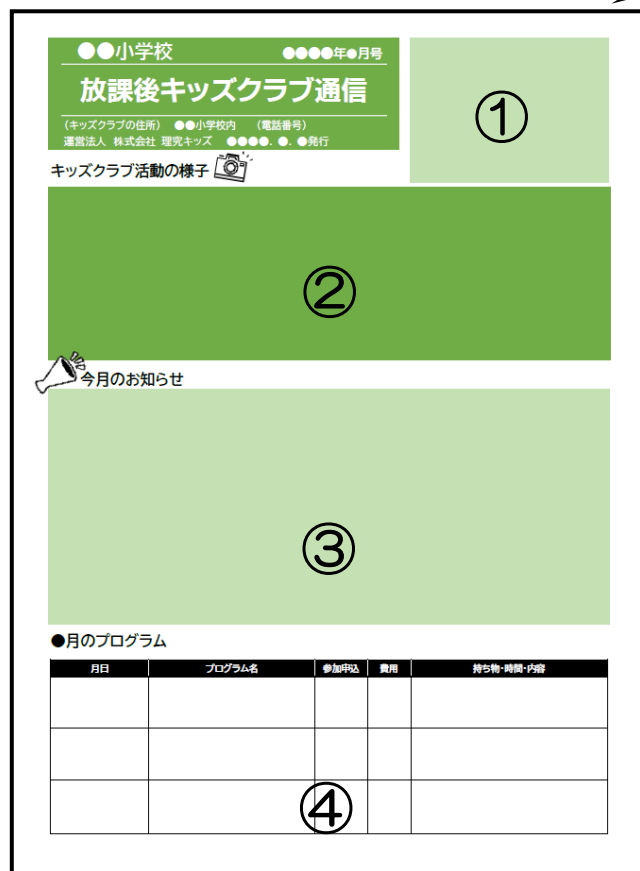 ●●小学校 ●●●●年●月号
放課後キッズクラブ通信
(キッズクラブの住所) ●●小学校内 (電話番号)
運営法人 株式会社 理究キッズ ●●●●. ●. ●発行
①
キッズクラブ活動の様子
②
今月のお知らせ
③
●月のプログラム
月日 プログラム名 参加申込 費用 持ち物・時間・内容
④